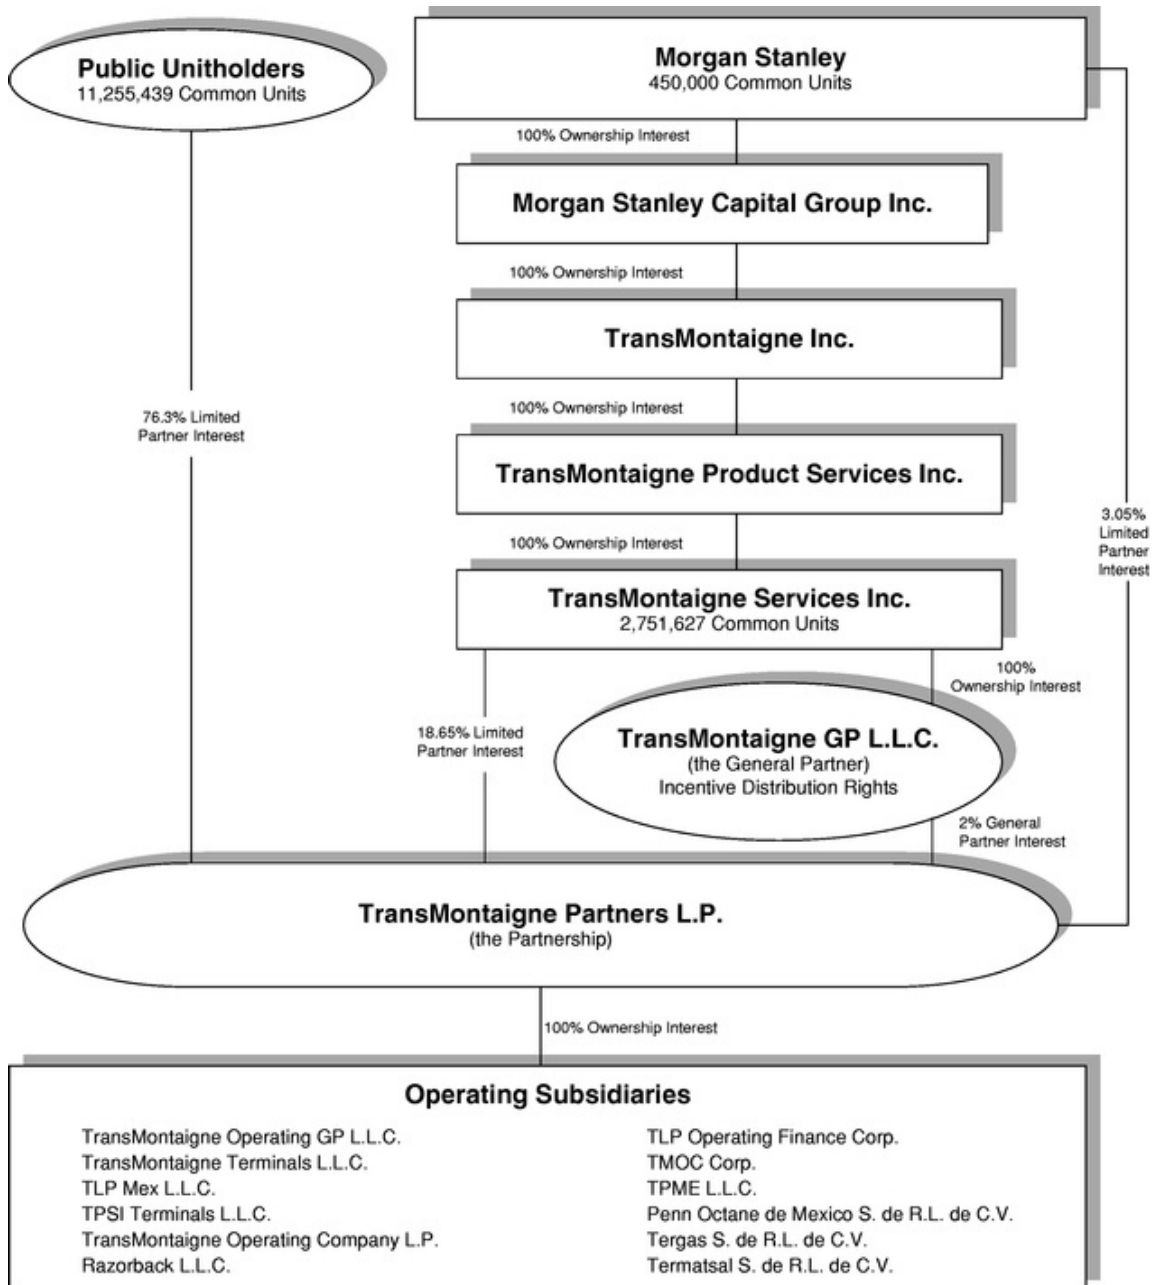 Public Unitholders
11,255,439 Common Units
Morgan Stanley
450,000 Common Units
100% Ownership Interest
Morgan Stanley Capital Group Inc.
100% Ownership Interest
TransMontaigne Inc.
100% Ownership Interest
TransMontaigne Product Services Inc.
100% Ownership Interest
TransMontaigne Services Inc.
2,751,627 Common Units
76.3% Limited
Partner Interest
3.05%
Limited
Partner
Interest
18.65% Limited
Partner Interest
100%
Ownership Interest
TransMontaigne GP L.L.C.
(the General Partner)
Incentive Distribution Rights
2% General
Partner Interest
TransMontaigne Partners L.P.
(the Partnership)
100% Ownership Interest
Operating Subsidiaries
TransMontaigne Operating GP L.L.C.
TransMontaigne Terminals L.L.C.
TLP Mex L.L.C.
TPSI Terminals L.L.C.
TransMontaigne Operating Company L.P.
Razorback L.L.C.
TLP Operating Finance Corp.
TMOC Corp.
TPME L.L.C.
Penn Octane de Mexico S. de R.L. de C.V.
Tergas S. de R.L. de C.V.
Termatsal S. de R.L. de C.V.